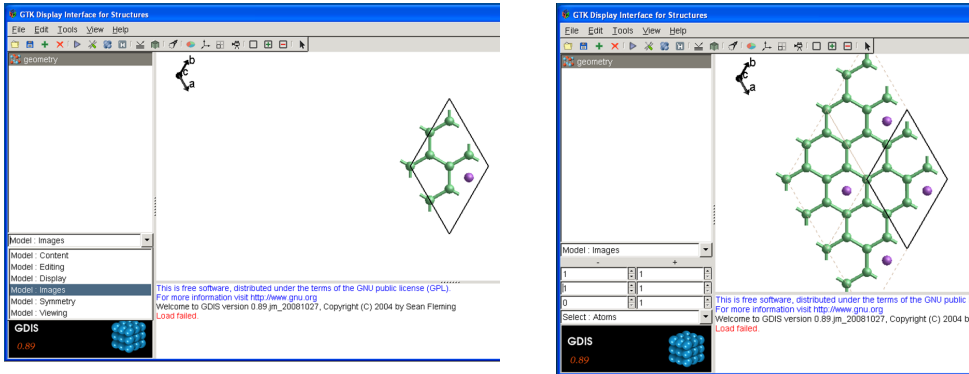 GTK Display Interface for Structures
File Edit Tools View Help
geometry
b
c
a
Model : Images
Model : Content
Model : Editing
Model : Display
Model : Images
Model : Symmetry
Model : Viewing
GDIS
0.89
This is free software, distributed under the terms of the GNU public license (GPL).
For more information visit http://www.gnu.org
Welcome to GDIS version 0.89.jm_20081027, Copyright (C) 2004 by Sean Fleming
Load failed.
GTK Display Interface for Structures
File Edit Tools View Help
geometry
b
c
a
Model : Images
- +
1 1
1 1
0 1
Select : Atoms
GDIS
0.89
This is free software, distributed under the terms of the GNU public
For more information visit http://www.gnu.org
Welcome to GDIS version 0.89.jm_20081027, Copyright (C) 2004 b
Load failed.